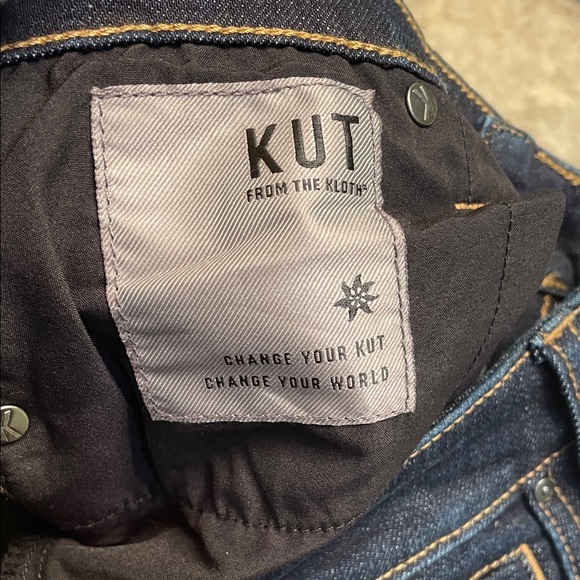 KUT
FROM THE KLOTH®
CHANGE YOUR KUT
CHANGE YOUR WORLD
K
K